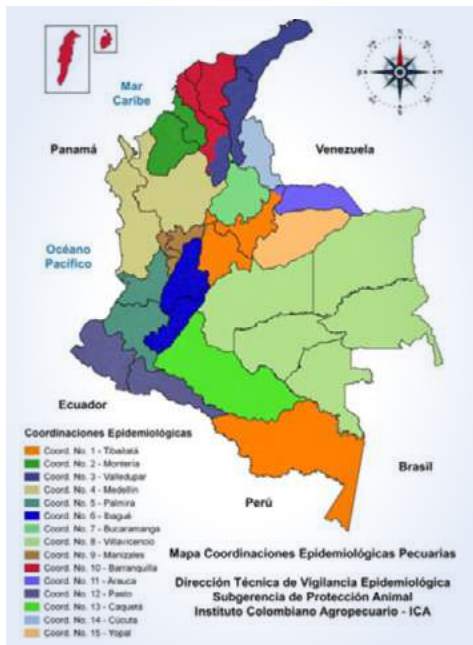 Mar
Caribe
Panamá
Venezuela
Océano
Pacífico
Ecuador
Brasil
Perú
Coordinaciones Epidemiológicas
Coord. No. 1 - Tibaitatá
Coord. No. 2 - Montería
Coord. No. 3 - Valledupar
Coord. No. 4 - Medellín
Coord. No. 5 - Palmira
Coord. No. 6 - Ibagué
Coord. No. 7 - Bucaramanga
Coord. No. 8 - Villavicencio
Coord. No. 9 - Manizales
Coord. No. 10 - Barranquilla
Coord. No. 11 - Arauca
Coord. No. 12 - Pasto
Coord. No. 13 - Caquetá
Coord. No. 14 - Cúcuta
Coord. No. 15 - Yopal
Mapa Coordinaciones Epidemiológicas Pecuarias
Dirección Técnica de Vigilancia Epidemiológica
Subgerencia de Protección Animal
Instituto Colombiano Agropecuario - ICA